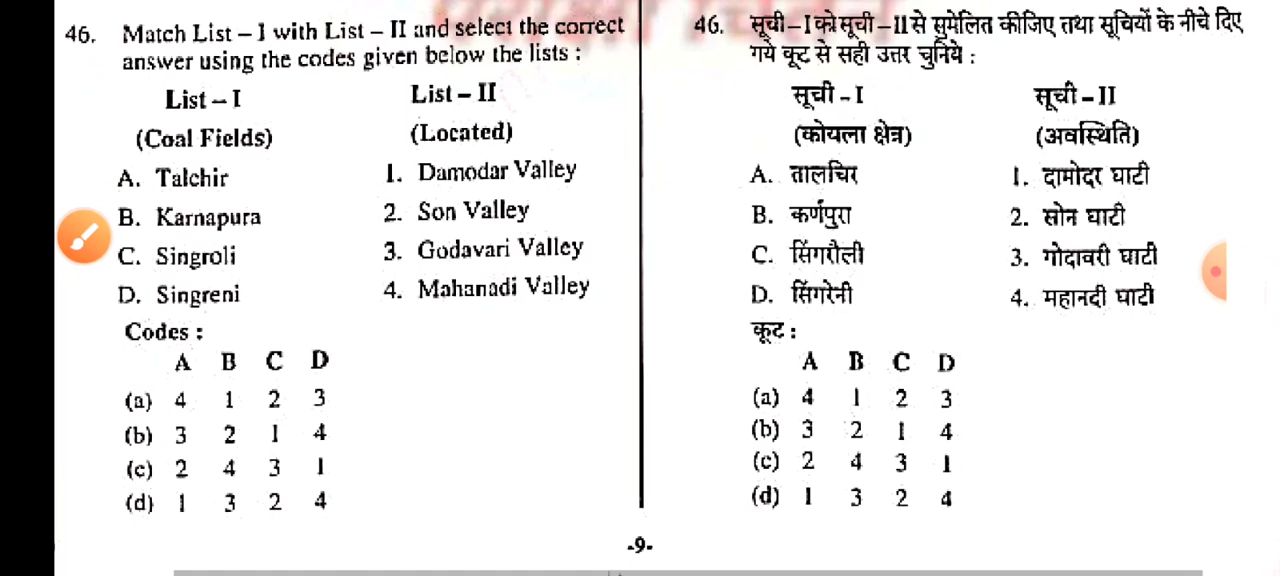 46. Match List – I with List – II and select the correct
answer using the codes given below the lists :
List – I List – II
(Coal Fields) (Located)
A. Talchir 1. Damodar Valley
B. Karnapura 2. Son Valley
C. Singroli 3. Godavari Valley
D. Singreni 4. Mahanadi Valley
Codes :
A B C D
(a) 4 1 2 3
(b) 3 2 1 4
(c) 2 4 3 1
(d) 1 3 2 4
46. सूची – I को सूची – II से सुमेलित कीजिए तथा सूचियों के नीचे दिए
गये कूट से सही उत्तर चुनिये :
सूची - I सूची – II
(कोयला क्षेत्र) (अवस्थिति)
A. तालचिर 1. दामोदर घाटी
B. कर्णपुरा 2. सोन घाटी
C. सिंगरौली 3. गोदावरी घाटी
D. सिंगरेनी 4. महानदी घाटी
कूट :
A B C D
(a) 4 1 2 3
(b) 3 2 1 4
(c) 2 4 3 1
(d) 1 3 2 4
-9-